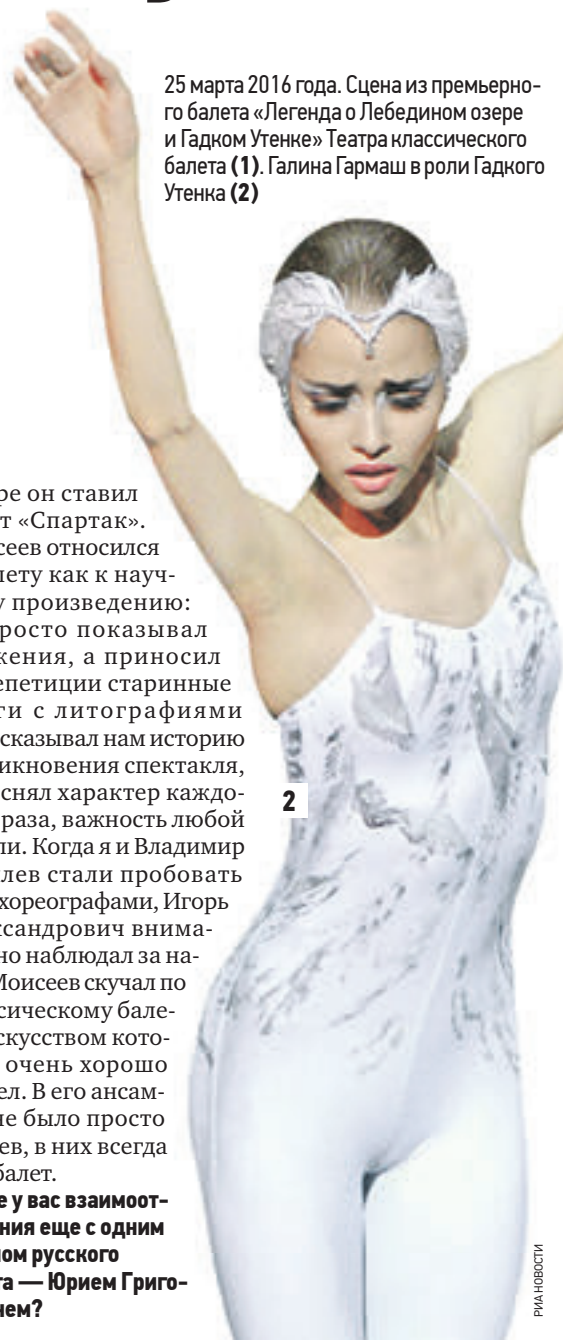 25 марта 2016 года. Сцена из премьерно-
го балета «Легенда о Лебедином озере
и Гадком Утенке» Театра классического
балета (1). Галина Гармаш в роли Гадкого
Утенка (2)
ре он ставил
т «Спартак».
сеев относился
лету как к науч-
у произведению:
росто показывал
жения, а приносил
епетиции старинные
ги с литографиями
сказывал нам историю
икновения спектакля,
снял характер каждо-
раза, важность любой
ли. Когда я и Владимир
лев стали пробовать
хореографами, Игорь
ксандрович внима-
но наблюдал за на-
Моисеев скучал по
сическому бале-
скусством кото-
очень хорошо
ел. В его ансам-
не было просто
ев, в них всегда
балет.
е у вас взаимоот-
ния еще с одним
ном русского
та — Юрием Григо-
чем?
2
РИА НОВОСТИ